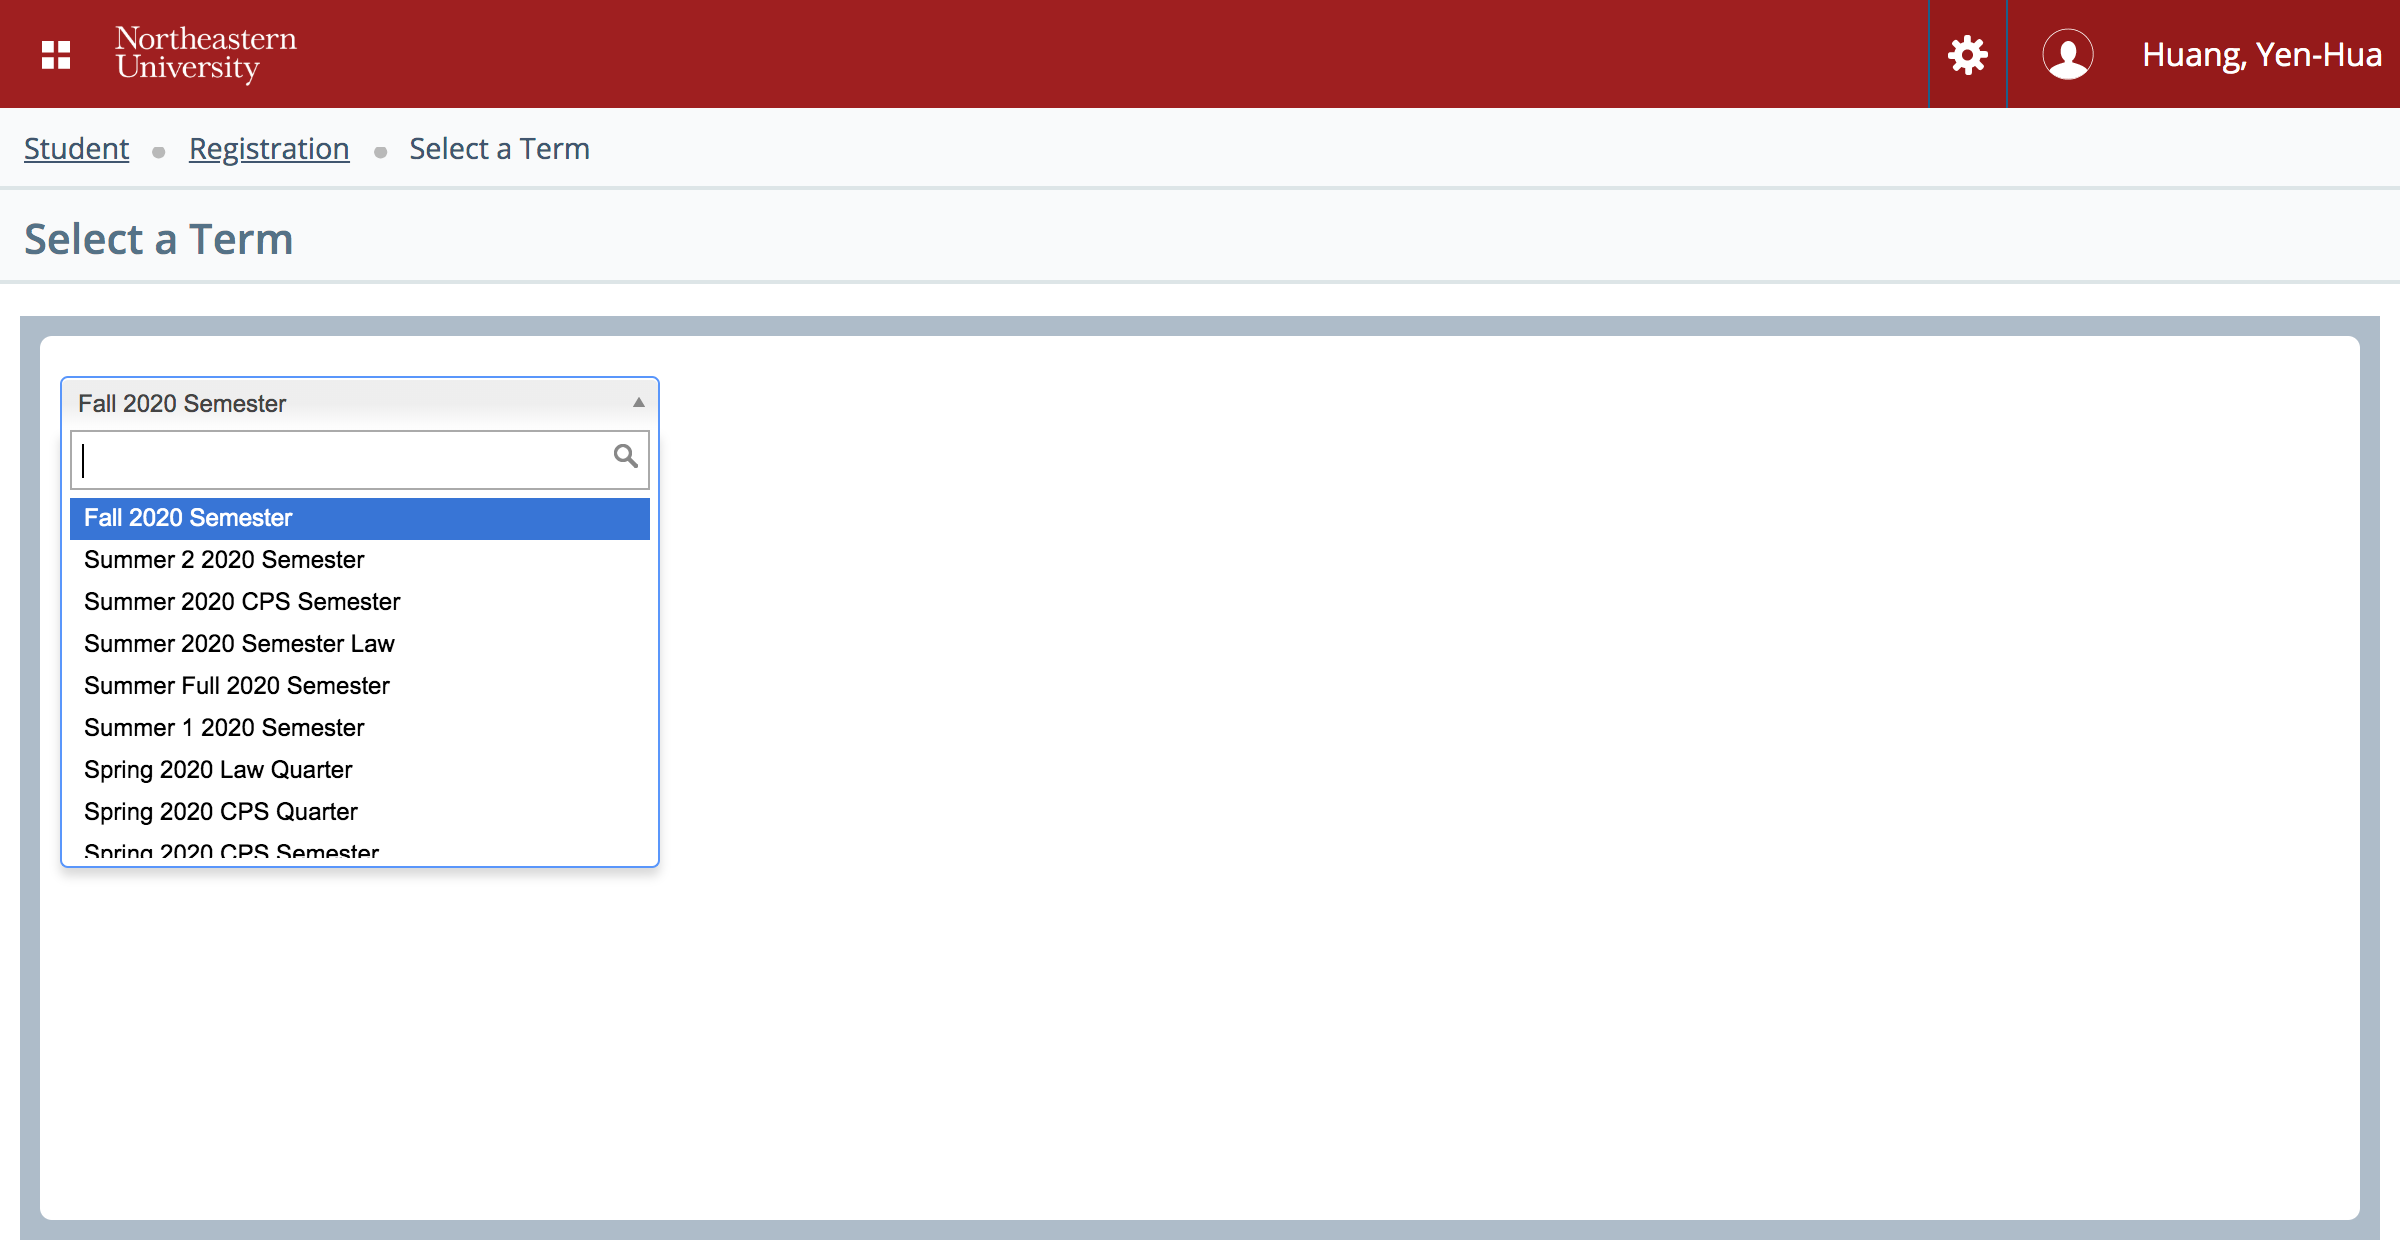 Northeastern
University
Huang, Yen-Hua
Student Registration Select a Term
Select a Term
Fall 2020 Semester
Fall 2020 Semester
Summer 2 2020 Semester
Summer 2020 CPS Semester
Summer 2020 Semester Law
Summer Full 2020 Semester
Summer 1 2020 Semester
Spring 2020 Law Quarter
Spring 2020 CPS Quarter
Spring 2020 CPS Semester